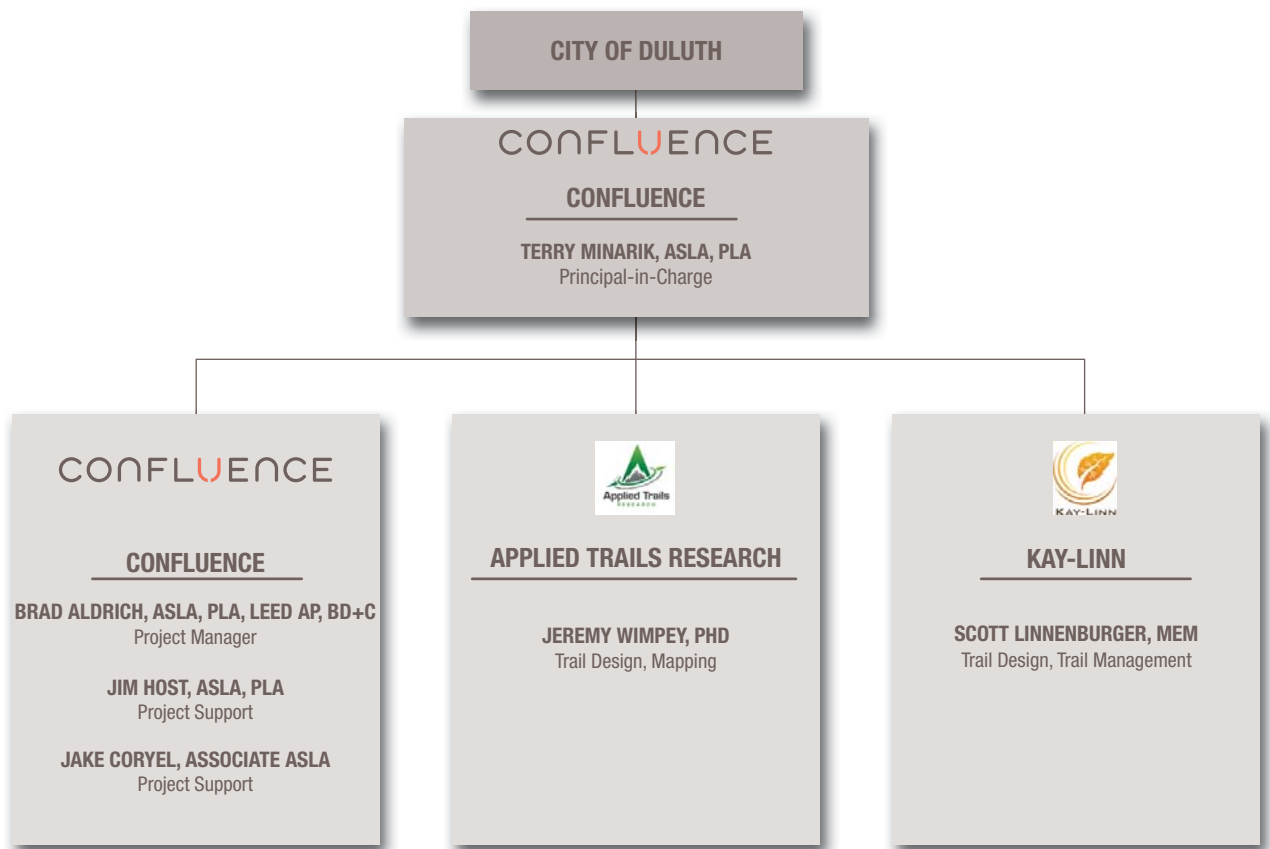 CITY OF DULUTH
CONFLUENCE
CONFLUENCE
TERRY MINARIK, ASLA, PLA
Principal-in-Charge
CONFLUENCE
CONFLUENCE
BRAD ALDRICH, ASLA, PLA, LEED AP, BD+C
Project Manager
JIM HOST, ASLA, PLA
Project Support
JAKE CORYEL, ASSOCIATE ASLA
Project Support
Applied Trails
RESEARCH
APPLIED TRAILS RESEARCH
JEREMY WIMPEY, PHD
Trail Design, Mapping
KAY-LINN
KAY-LINN
SCOTT LINNENBURGER, MEM
Trail Design, Trail Management